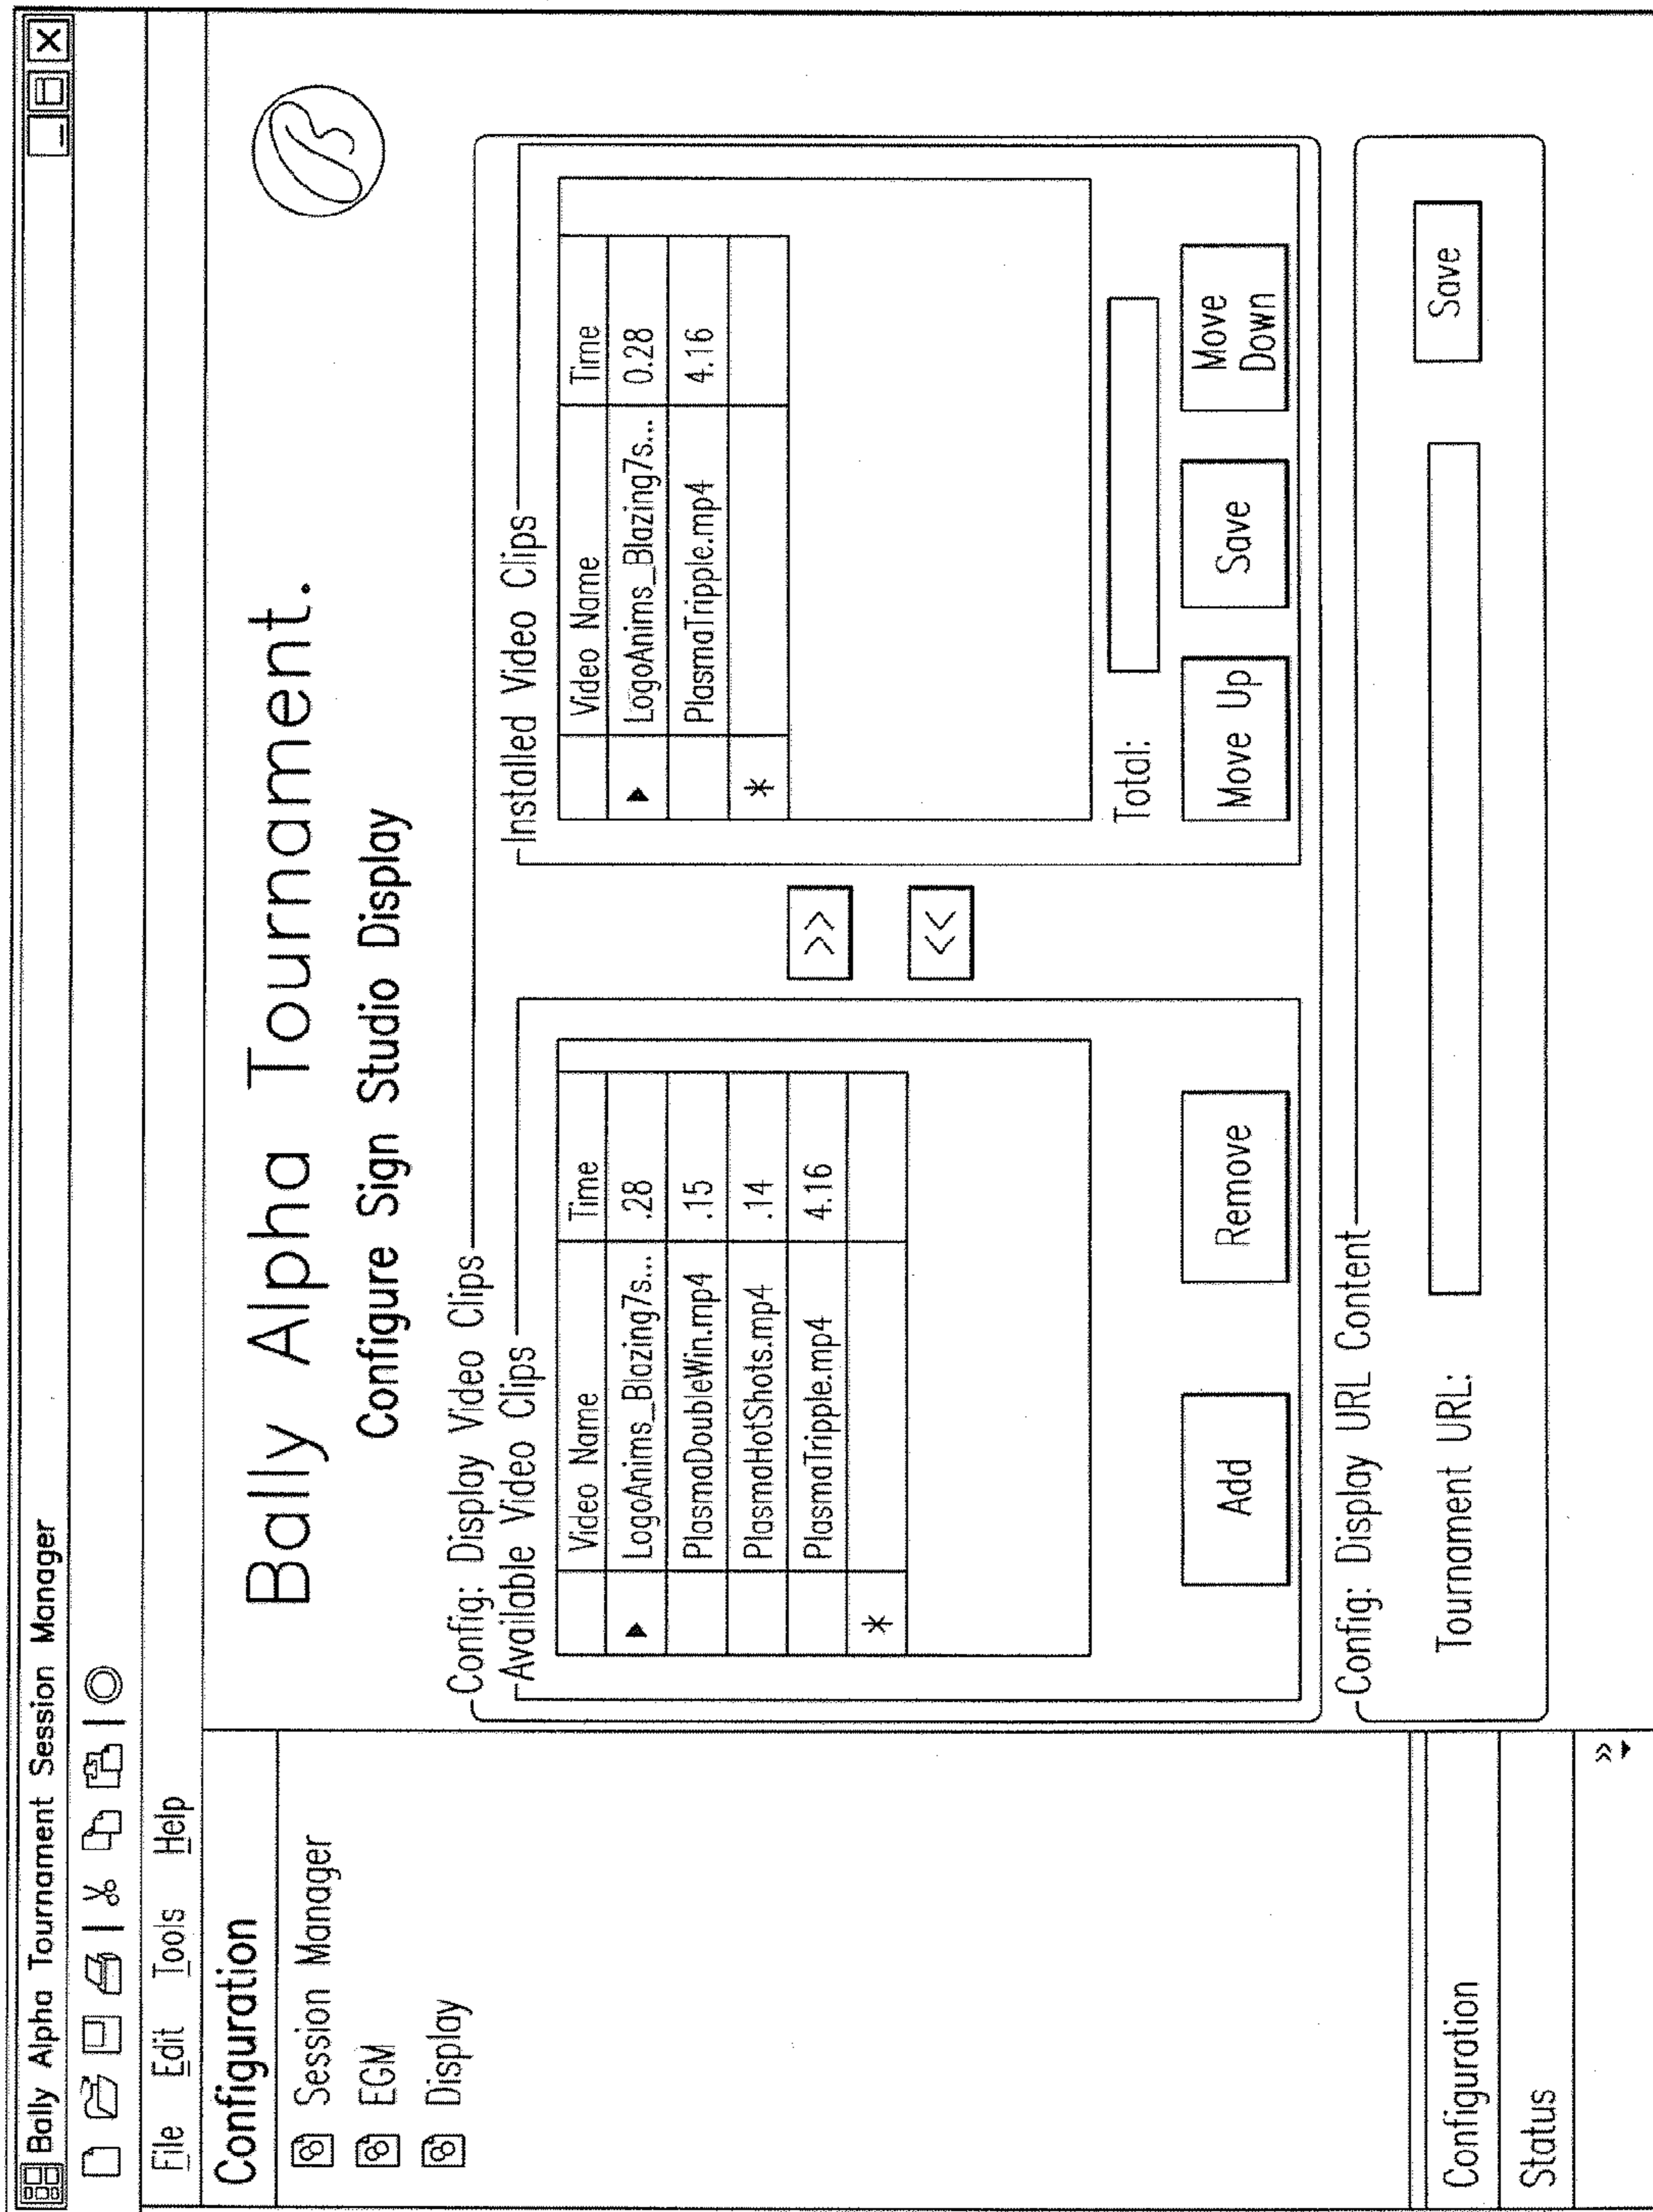 Bally Alpha Tournament Session Manager
File Edit Tools Help
Configuration
Session Manager
EGM
Display
Configuration
Status
Bally Alpha Tournament.
Configure Sign Studio Display
Config: Display Video Clips
Available Video Clips
Video Name Time
LogoAnims_Blazing7s... .28
PlasmaDoubleWin.mp4 .15
PlasmaHotShots.mp4 .14
PlasmaTripple.mp4 4.16
*
Add Remove
>>
<<
Installed Video Clips
Video Name Time
LogoAnims_Blazing7s... 0.28
PlasmaTripple.mp4 4.16
*
Total:
Move Up Save Move
Down
Config: Display URL Content
Tournament URL: Save